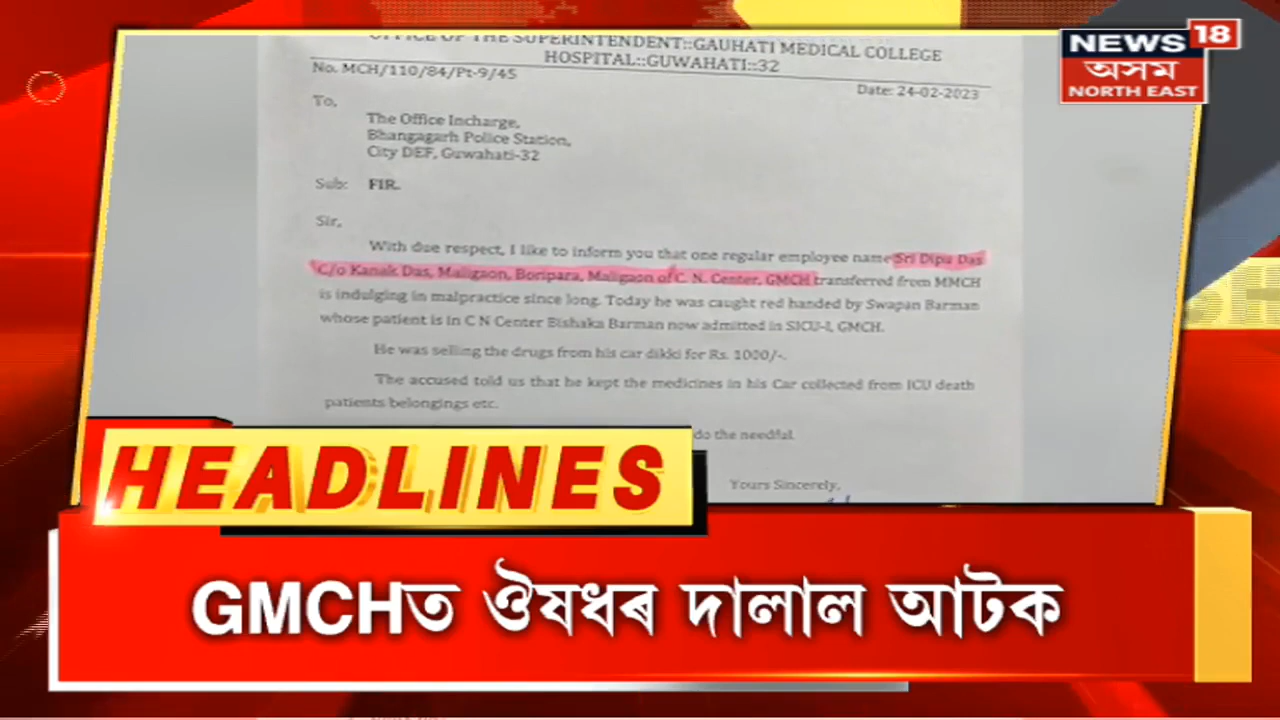 OFFICE OF THE SUPERINTENDENT::GAUHATI MEDICAL COLLEGE
HOSPITAL::GUWAHATI::32
No. MCH/110/84/Pt-9/45
Date: 24-02-2023
To,
The Office Incharge,
Bhangagarh Police Station,
City DEF, Guwahati-32
Sub: FIR.
Sir,
With due respect, I like to inform you that one regular employee name Sri Dipu Das
C/o Kanak Das, Maligaon, Boripara, Maligaon of C. N. Center, GMCH transferred from MMCH
is indulging in malpractice since long. Today he was caught red handed by Swapan Barman
whose patient is in C N Center Bishaka Barman now admitted in SICU-I, GMCH.
He was selling the drugs from his car dikki for Rs. 1000/-.
The accused told us that he kept the medicines in his Car collected from ICU death
patients belongings etc.
do the needful.
Yours Sincerely,
NEWS 18
অসম
NORTH EAST
HEADLINES
GMCHত ঔষধৰ দালাল আটক